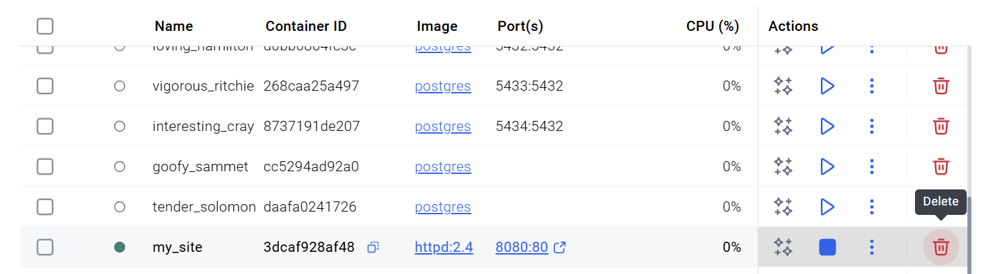 Name Container ID Image Port(s) CPU (%) Actions
postgres 5432:5432 0%
vigorous_ritchie 268caa25a497 postgres 5433:5432 0%
interesting_cray 8737191de207 postgres 5434:5432 0%
goofy_sammet cc5294ad92a0 postgres 0%
tender_solomon daafa0241726 postgres 0%
Delete
my_site 3dcaf928af48 httpd:2.4 8080:80 0%